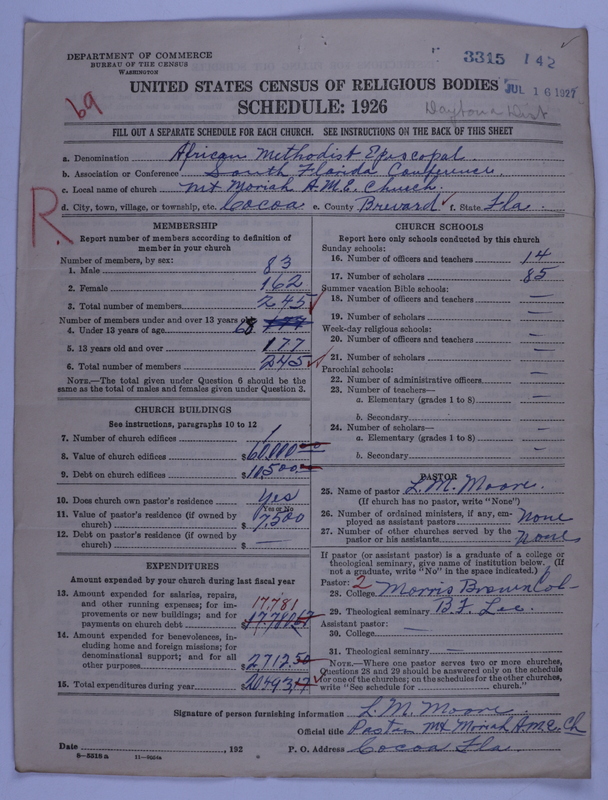 DEPARTMENT OF COMMERCE
BUREAU OF THE CENSUS
WASHINGTON
3315 142
UNITED STATES CENSUS OF RELIGIOUS BODIES
JUL 16 1927
SCHEDULE: 1926
Daytona Dist
69
FILL OUT A SEPARATE SCHEDULE FOR EACH CHURCH. SEE INSTRUCTIONS ON THE BACK OF THIS SHEET
a. Denomination African Methodist Episcopal
b. Association or Conference South Florida Conference
c. Local name of church Mt Moriah A.M.E. Church.
d. City, town, village, or township, etc. Cocoa e. County Brevard f. State Fla.
R.
MEMBERSHIP
Report number of members according to definition of member in your church
Number of members, by sex:
1. Male 83
2. Female 162
3. Total number of members 245
Number of members under and over 13 years of
4. Under 13 years of age 68 177
5. 13 years old and over 177
6. Total number of members 245
NOTE.—The total given under Question 6 should be the
same as the total of males and females given under Question 3.
CHURCH BUILDINGS
See instructions, paragraphs 10 to 12
7. Number of church edifices 1
8. Value of church edifices $ 60,000
9. Debt on church edifices $ 10,500
10. Does church own pastor's residence Yes
Yes or No
11. Value of pastor's residence (if owned by
church) $ 7,500
12. Debt on pastor's residence (if owned by
church) $
EXPENDITURES
Amount expended by your church during last fiscal year
13. Amount expended for salaries, repairs,
and other running expenses; for im-
provements or new buildings; and for
payments on church debt 17,781
14. Amount expended for benevolences, in-
cluding home and foreign missions; for
denominational support; and for all
other purposes $ 2712.50
15. Total expenditures during year $ 20493,17
CHURCH SCHOOLS
Report here only schools conducted by this church
Sunday schools:
16. Number of officers and teachers 14
17. Number of scholars 85
Summer vacation Bible schools:
18. Number of officers and teachers —
19. Number of scholars —
Week-day religious schools:
20. Number of officers and teachers —
21. Number of scholars —
Parochial schools:
22. Number of administrative officers —
23. Number of teachers—
a. Elementary (grades 1 to 8) —
b. Secondary —
24. Number of scholars—
a. Elementary (grades 1 to 8) —
b. Secondary —
PASTOR
25. Name of pastor L. M. Moore.
(If church has no pastor, write "None")
26. Number of ordained ministers, if any, em-
ployed as assistant pastors None
27. Number of other churches served by the
pastor or his assistants None
If pastor (or assistant pastor) is a graduate of a college or
theological seminary, give name of institution below. (If
not a graduate, write "No" in the space indicated.)
Pastor: 2
28. College Morris Brown Col-
29. Theological seminary B.F. Lee.
Assistant pastor:
30. College —
31. Theological seminary —
NOTE.—Where one pastor serves two or more churches,
Questions 28 and 29 should be answered only on the schedule
for one of the churches; on the schedules for the other churches,
write "See schedule for church."
Signature of person furnishing information L. M. Moore
Official title Pastor Mt Moriah A.M.E. Ch
Date , 192 P. O. Address Cocoa Fla.
8—5518 a